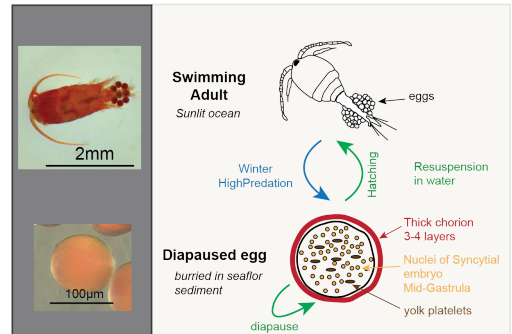 2mm
100μm
Swimming
Adult
Sunlit ocean
eggs
Winter
HighPredation
Hatching
Resuspension
in water
Diapaused egg
burried in seaflor
sediment
diapause
Thick chorion
3-4 layers
Nuclei of Syncytial
embryo
Mid-Gastrula
yolk platelets